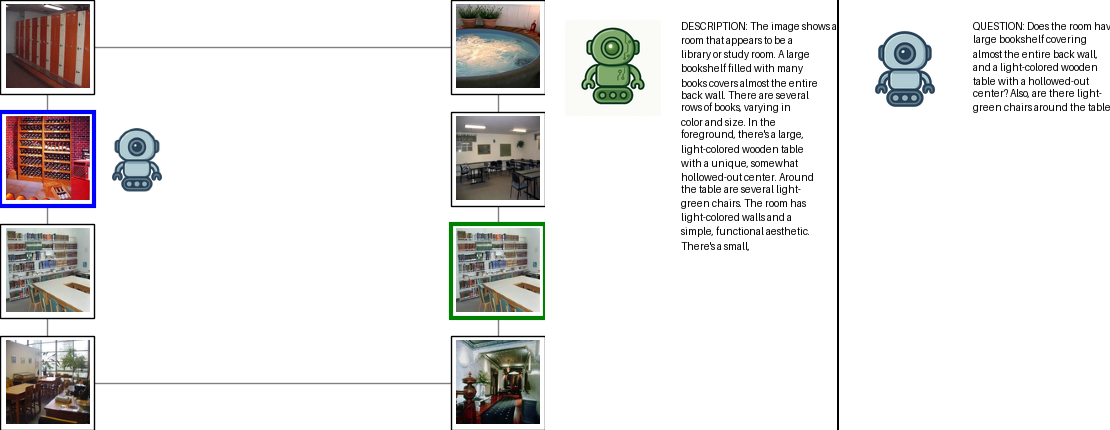 DESCRIPTION: The image shows a
room that appears to be a
library or study room. A large
bookshelf filled with many
books covers almost the entire
back wall. There are several
rows of books, varying in
color and size. In the
foreground, there's a large,
light-colored wooden table
with a unique, somewhat
hollowed-out center. Around
the table are several light-
green chairs. The room has
light-colored walls and a
simple, functional aesthetic.
There's a small,
QUESTION: Does the room hav
large bookshelf covering
almost the entire back wall,
and a light-colored wooden
table with a hollowed-out
center? Also, are there light-
green chairs around the table